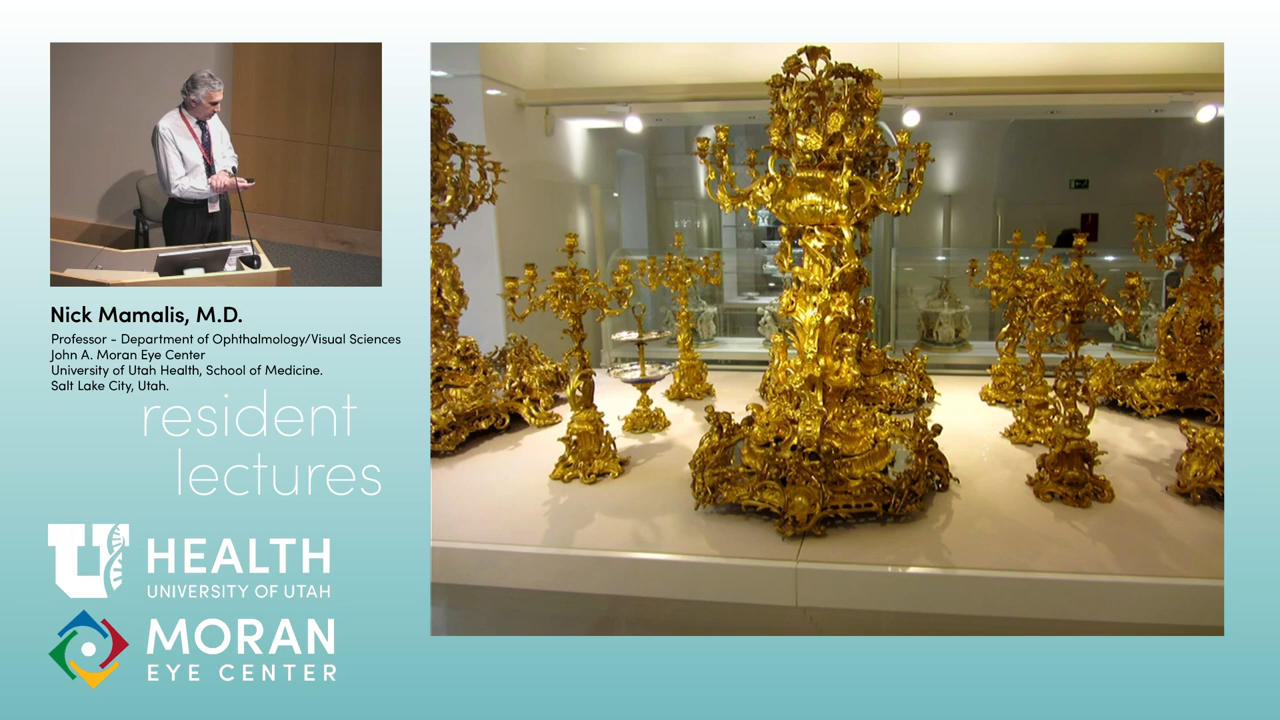 Nick Mamalis, M.D.
Professor - Department of Ophthalmology/Visual Sciences
John A. Moran Eye Center
University of Utah Health, School of Medicine.
Salt Lake City, Utah.
resident
lectures
U HEALTH
UNIVERSITY OF UTAH
MORAN
EYE CENTER